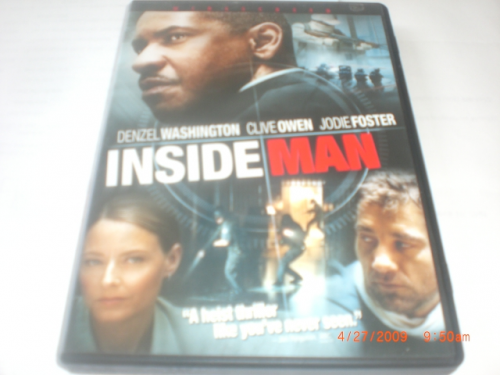 WIDESCREEN
DENZEL WASHINGTON CLIVE OWEN JODIE FOSTER
INSIDE MAN
"A heist thriller
like you've never seen."
4/27/2009 9:50am